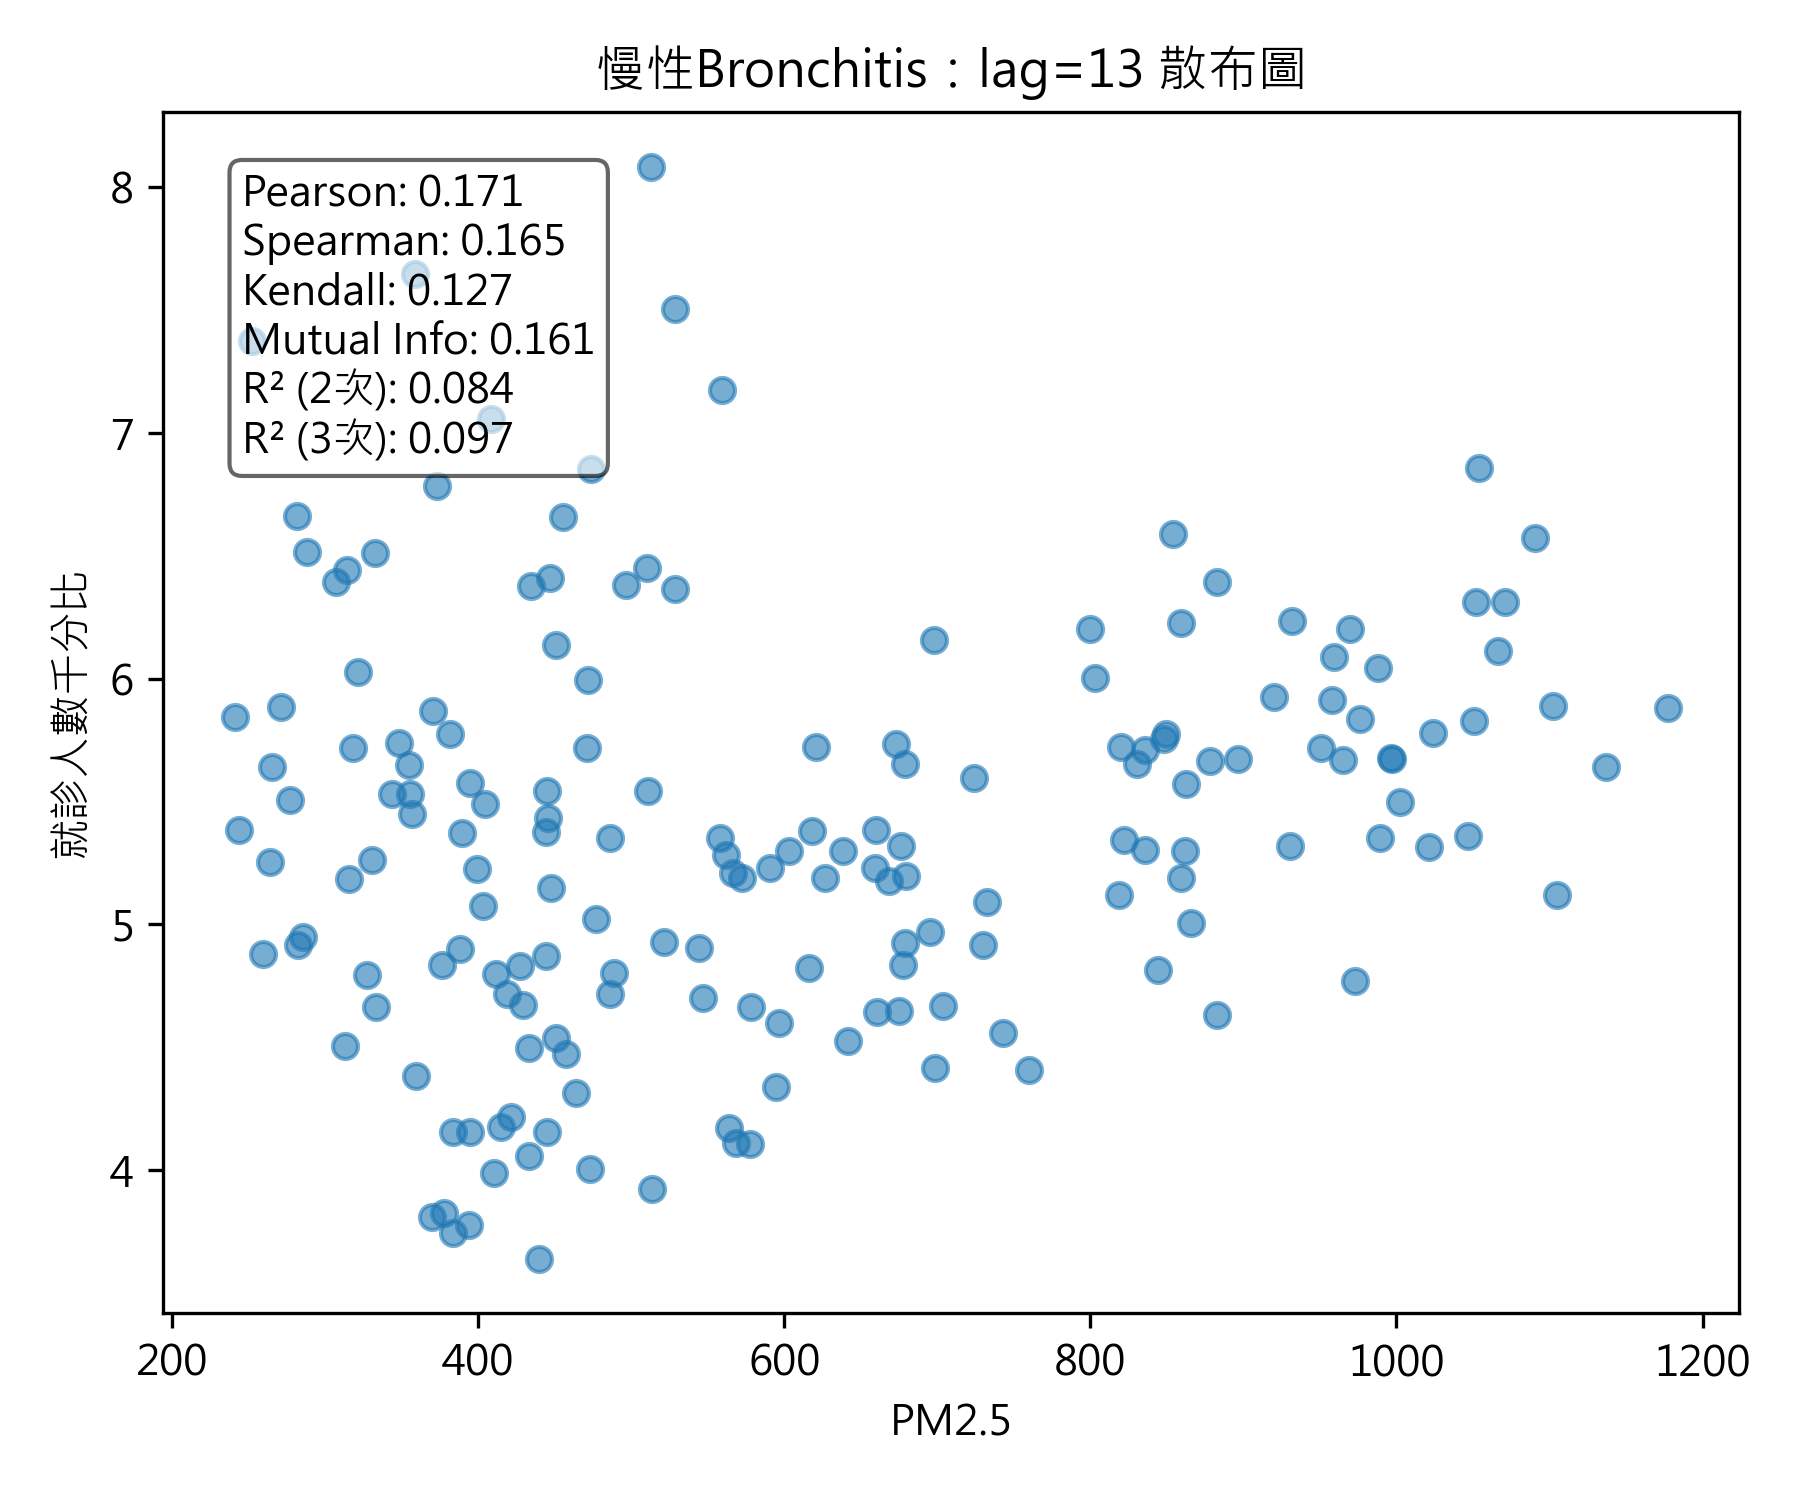 慢性Bronchitis：lag=13 散布圖
Pearson: 0.171
Spearman: 0.165
Kendall: 0.127
Mutual Info: 0.161
R² (2次): 0.084
R² (3次): 0.097
就診人數千分比
8
7
6
5
4
200 400 600 800 1000 1200
PM2.5